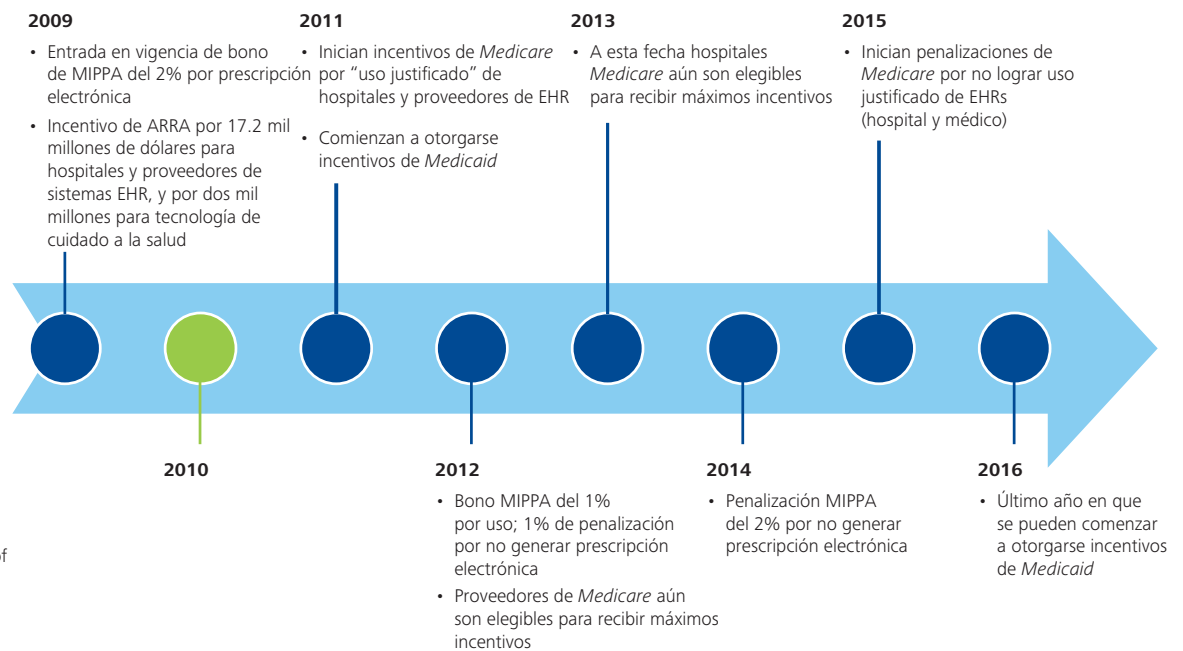 2009
• Entrada en vigencia de bono
de MIPPA del 2% por prescripción
electrónica
• Incentivo de ARRA por 17.2 mil
millones de dólares para
hospitales y proveedores de
sistemas EHR, y por dos mil
millones para tecnología de
cuidado a la salud
2011
• Inician incentivos de Medicare
por “uso justificado” de
hospitales y proveedores de EHR
• Comienzan a otorgarse
incentivos de Medicaid
2013
• A esta fecha hospitales
Medicare aún son elegibles
para recibir máximos incentivos
2015
• Inician penalizaciones de
Medicare por no lograr uso
justificado de EHRs
(hospital y médico)
2010
2012
• Bono MIPPA del 1%
por uso; 1% de penalización
por no generar prescripción
electrónica
• Proveedores de Medicare aún
son elegibles para recibir máximos
incentivos
2014
• Penalización MIPPA
del 2% por no generar
prescripción electrónica
2016
• Último año en que
se pueden comenzar
a otorgarse incentivos
de Medicaid
of